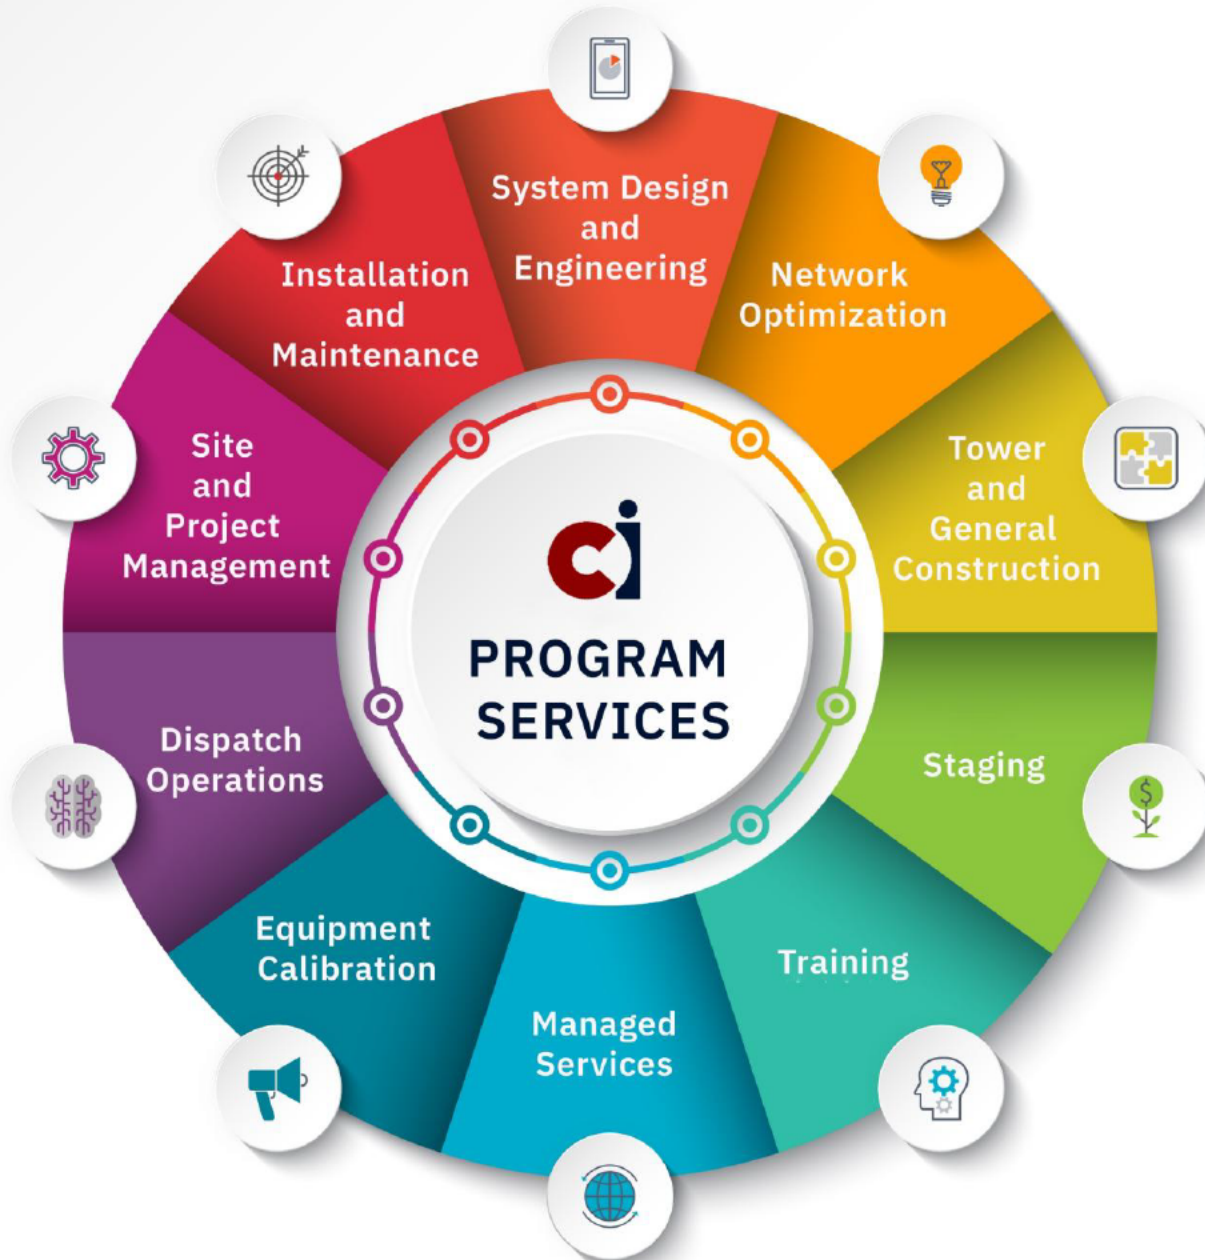 System Design
and
Engineering
Network
Optimization
Tower
and
General
Construction
Staging
Training
Managed
Services
Equipment
Calibration
Dispatch
Operations
Site
and
Project
Management
Installation
and
Maintenance
ci
PROGRAM
SERVICES
$